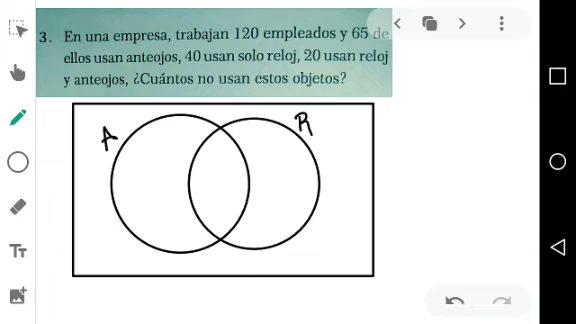 3. En una empresa, trabajan 120 empleados y 65 de
ellos usan anteojos, 40 usan solo reloj, 20 usan reloj
y anteojos, ¿Cuántos no usan estos objetos?
A
R
TT